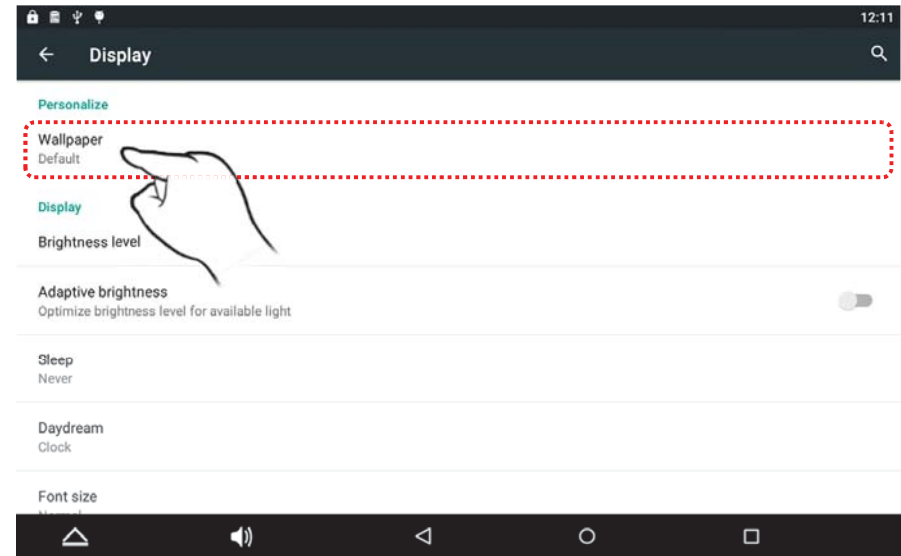 12:11
Display
Personalize
Wallpaper
Default
Display
Brightness level
Adaptive brightness
Optimize brightness level for available light
Sleep
Never
Daydream
Clock
Font size
Normal